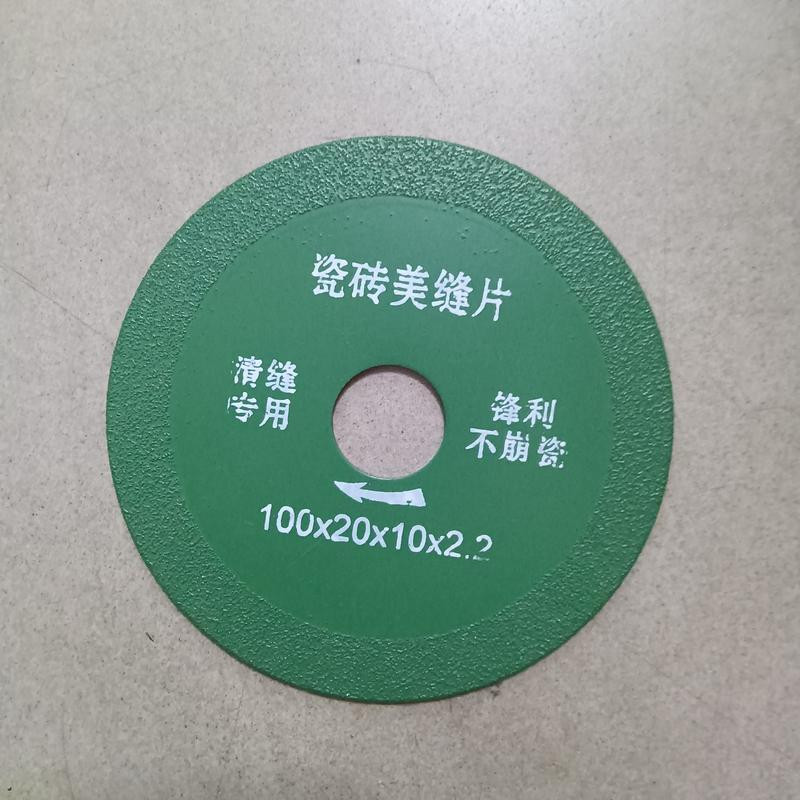 瓷砖美缝片
清缝
专用
锋利
不崩瓷
100x20x10x2.2